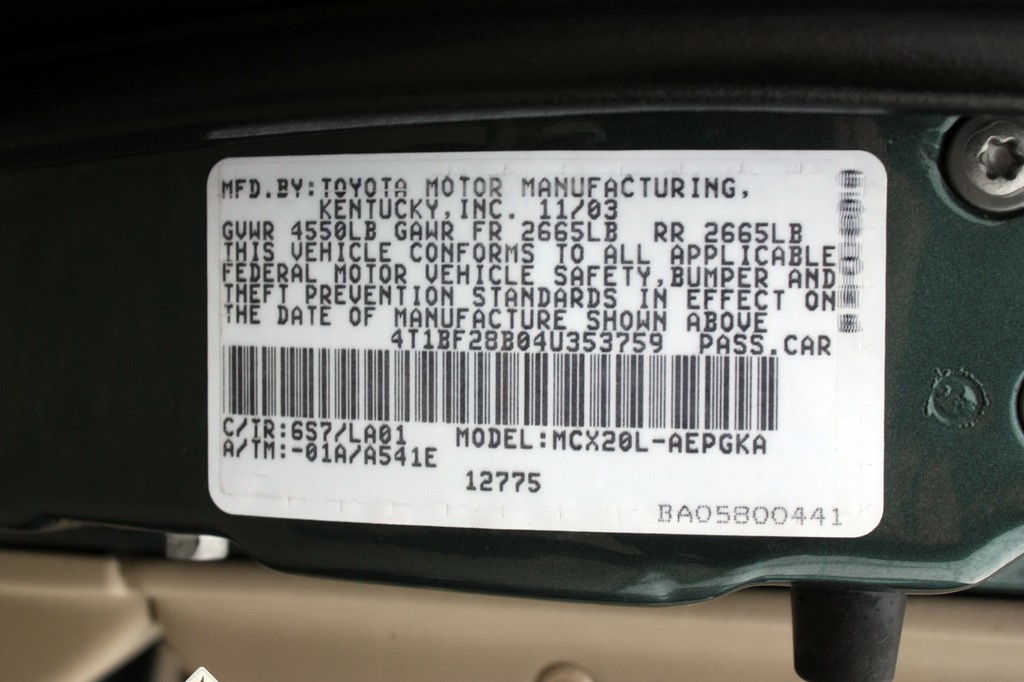 MFD.BY:TOYOTA MOTOR MANUFACTURING,
KENTUCKY,INC. 11/03
GVWR 4550LB GAWR FR 2665LB RR 2665LB
THIS VEHICLE CONFORMS TO ALL APPLICABLE
FEDERAL MOTOR VEHICLE SAFETY,BUMPER AND
THEFT PREVENTION STANDARDS IN EFFECT ON
THE DATE OF MANUFACTURE SHOWN ABOVE
4T1BF28B04U353759 PASS.CAR
C/TR:6S7/LA01 MODEL:MCX20L-AEPGKA
A/TM:-01A/A541E
12775
BA05800441